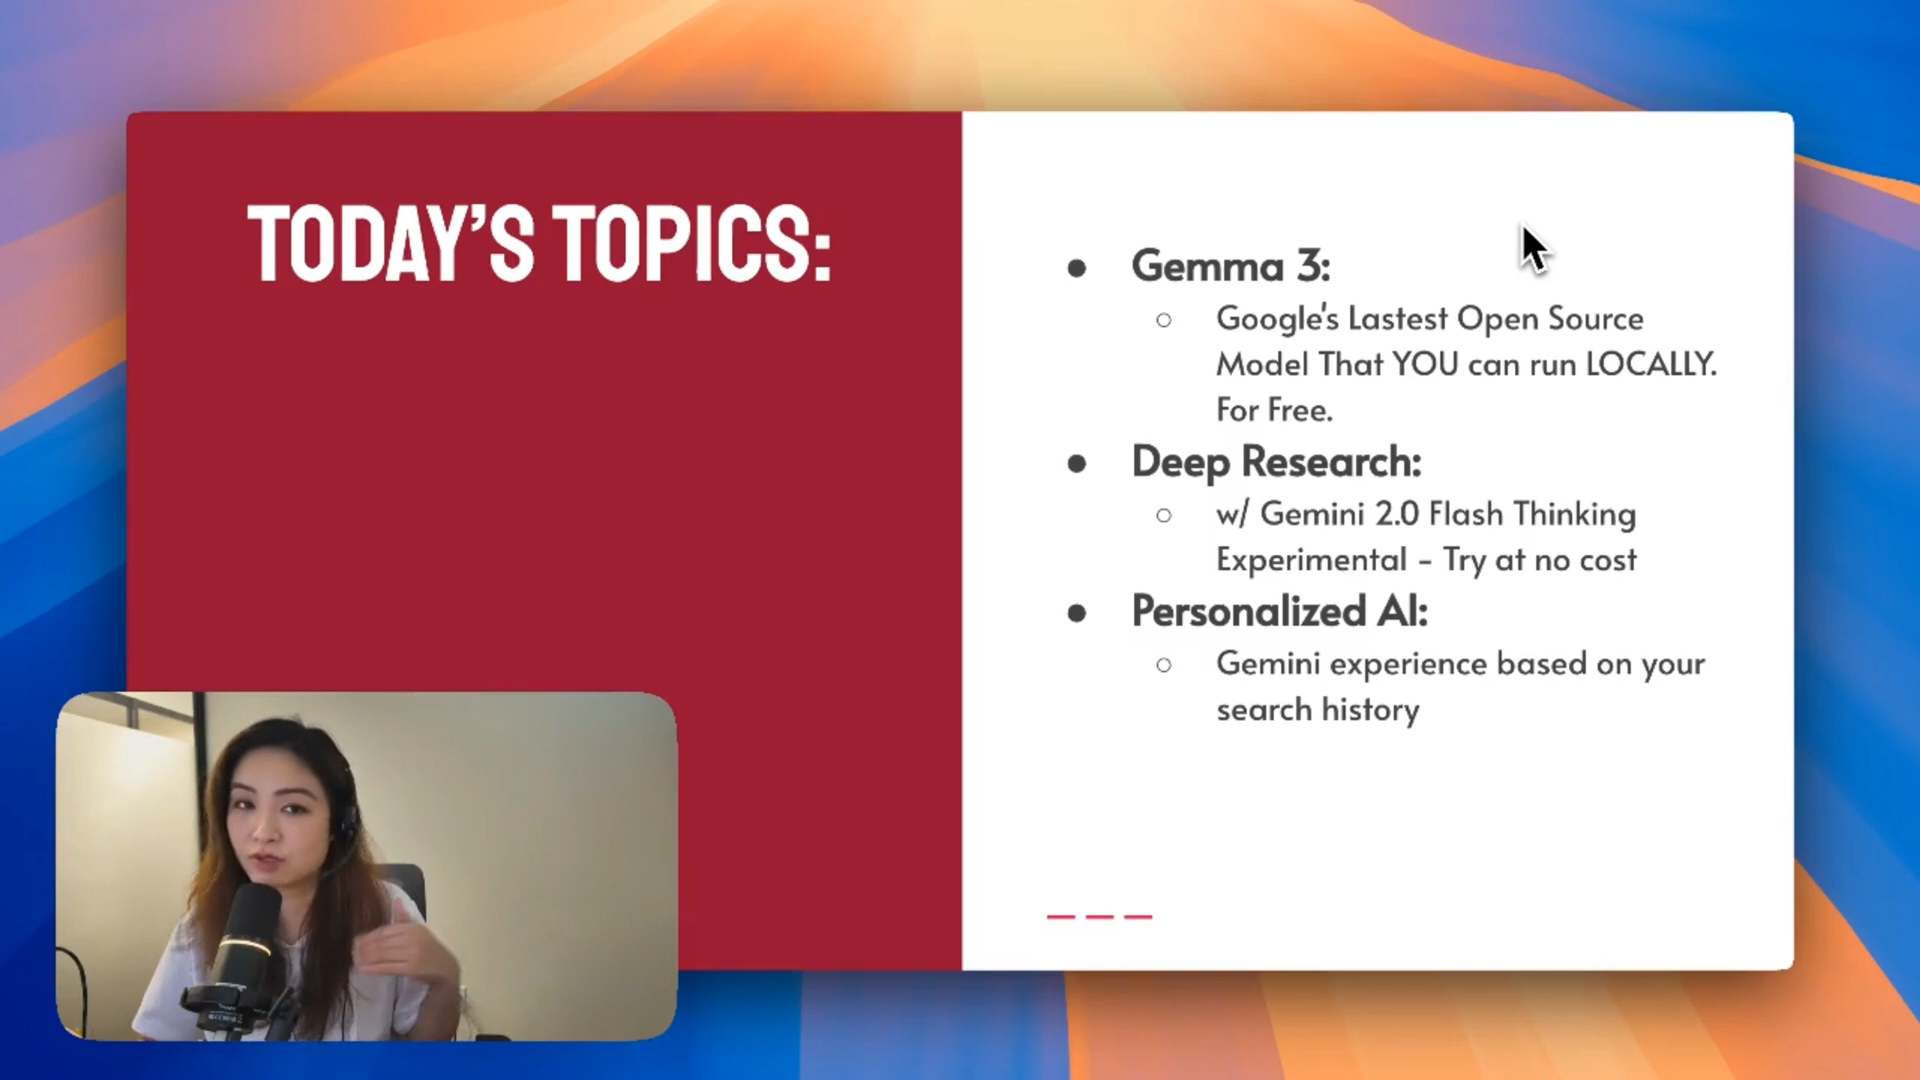 TODAY'S TOPICS:
● Gemma 3:
○ Google's Lastest Open Source
Model That YOU can run LOCALLY.
For Free.
● Deep Research:
○ w/ Gemini 2.0 Flash Thinking
Experimental - Try at no cost
● Personalized AI:
○ Gemini experience based on your
search history